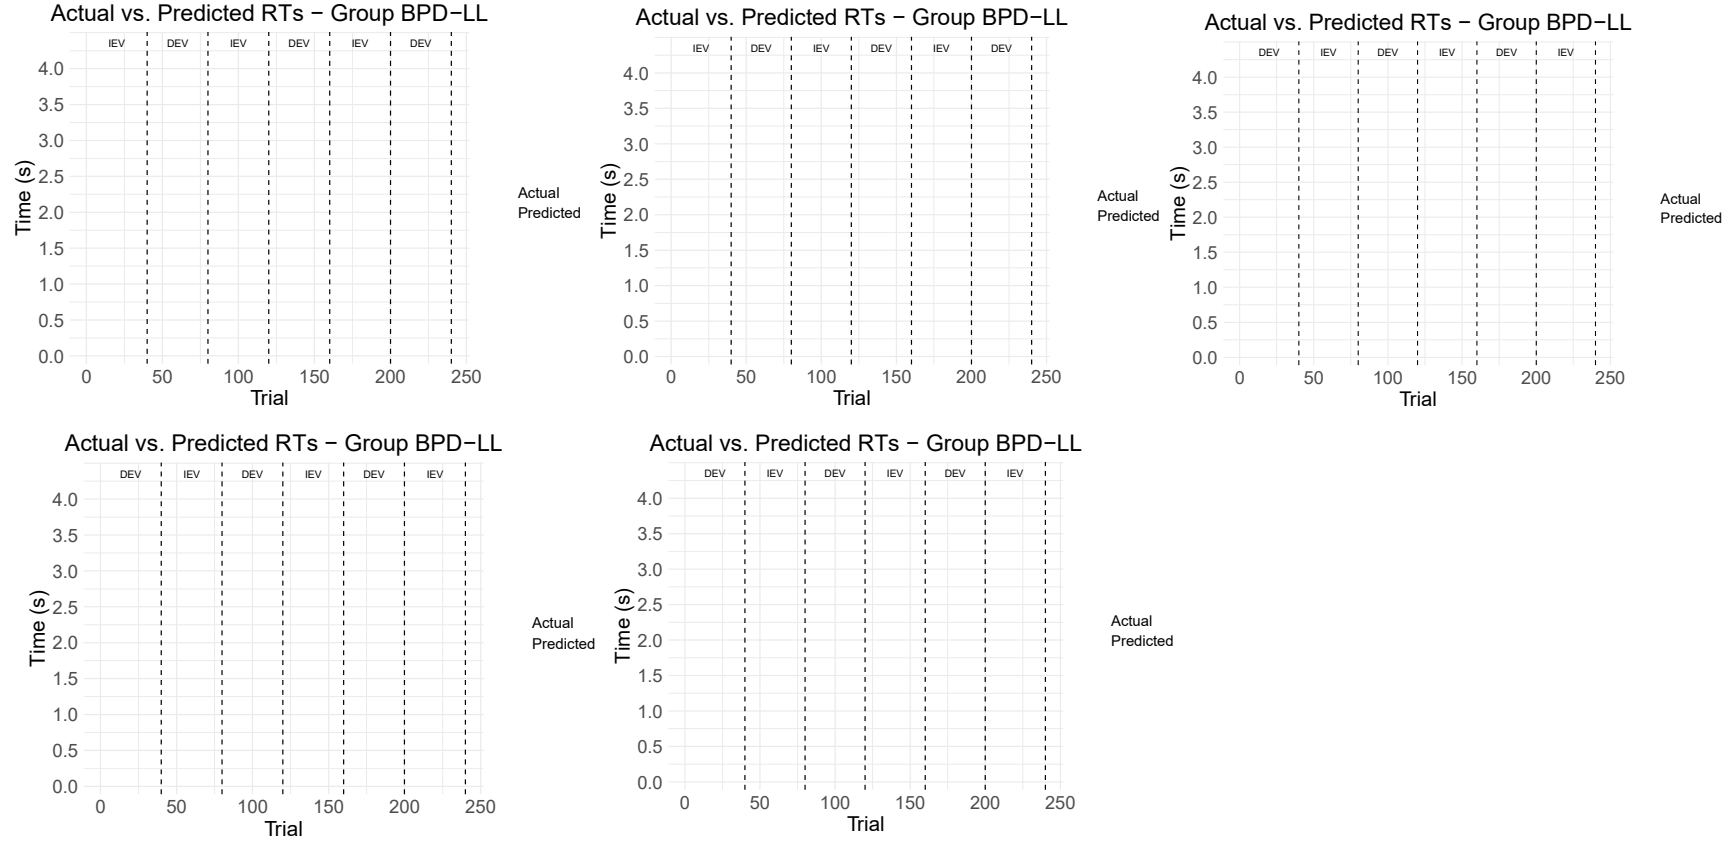 Actual vs. Predicted RTs − Group BPD−LL
IEV DEV IEV DEV IEV DEV
4.0
3.5
3.0
2.5
2.0
1.5
1.0
0.5
0.0
Time (s)
0 50 100 150 200 250
Trial
Actual
Predicted
Actual vs. Predicted RTs − Group BPD−LL
IEV DEV IEV DEV IEV DEV
4.0
3.5
3.0
2.5
2.0
1.5
1.0
0.5
0.0
Time (s)
0 50 100 150 200 250
Trial
Actual
Predicted
Actual vs. Predicted RTs − Group BPD−LL
DEV IEV DEV IEV DEV IEV
4.0
3.5
3.0
2.5
2.0
1.5
1.0
0.5
0.0
Time (s)
0 50 100 150 200 250
Trial
Actual
Predicted
Actual vs. Predicted RTs − Group BPD−LL
DEV IEV DEV IEV DEV IEV
4.0
3.5
3.0
2.5
2.0
1.5
1.0
0.5
0.0
Time (s)
0 50 100 150 200 250
Trial
Actual
Predicted
Actual vs. Predicted RTs − Group BPD−LL
DEV IEV DEV IEV DEV IEV
4.0
3.5
3.0
2.5
2.0
1.5
1.0
0.5
0.0
Time (s)
0 50 100 150 200 250
Trial
Actual
Predicted